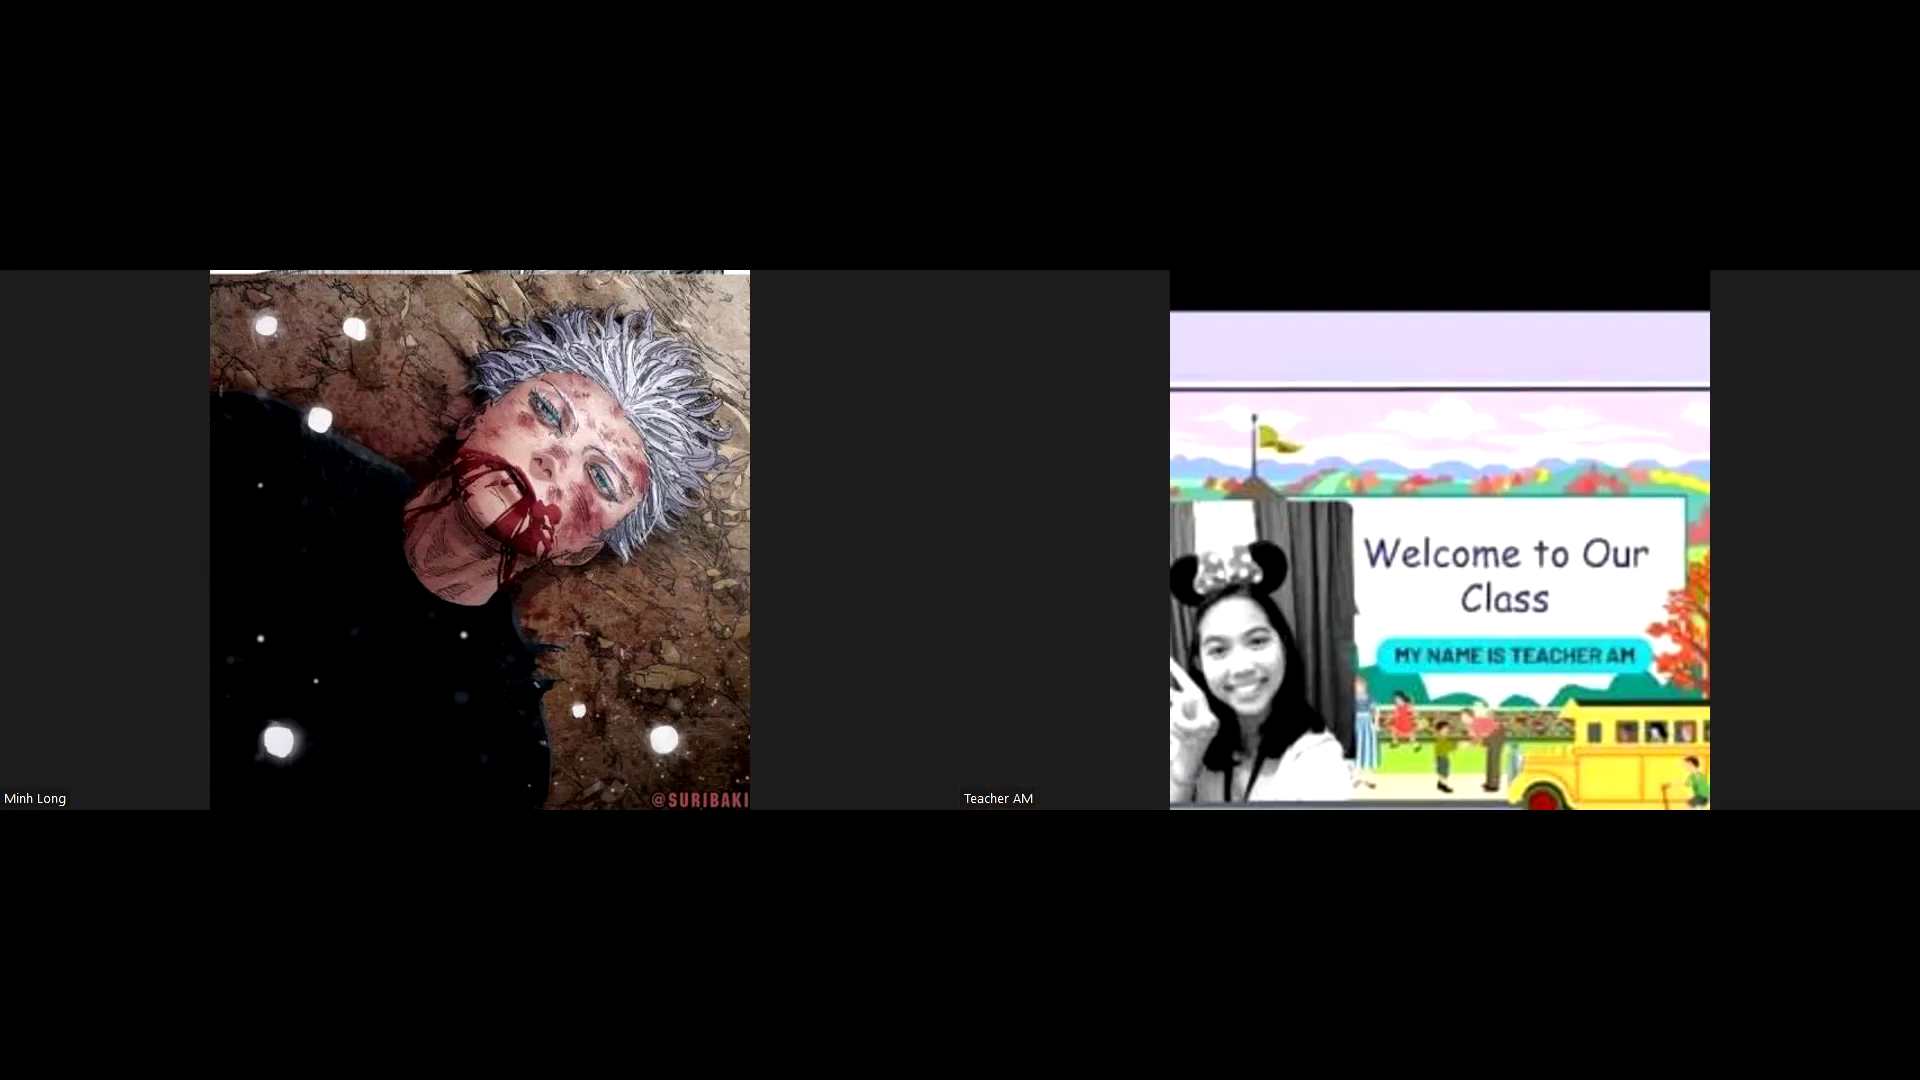 @SURIBAKI
Minh Long
Welcome to Our
Class
MY NAME IS TEACHER AM
Teacher AM